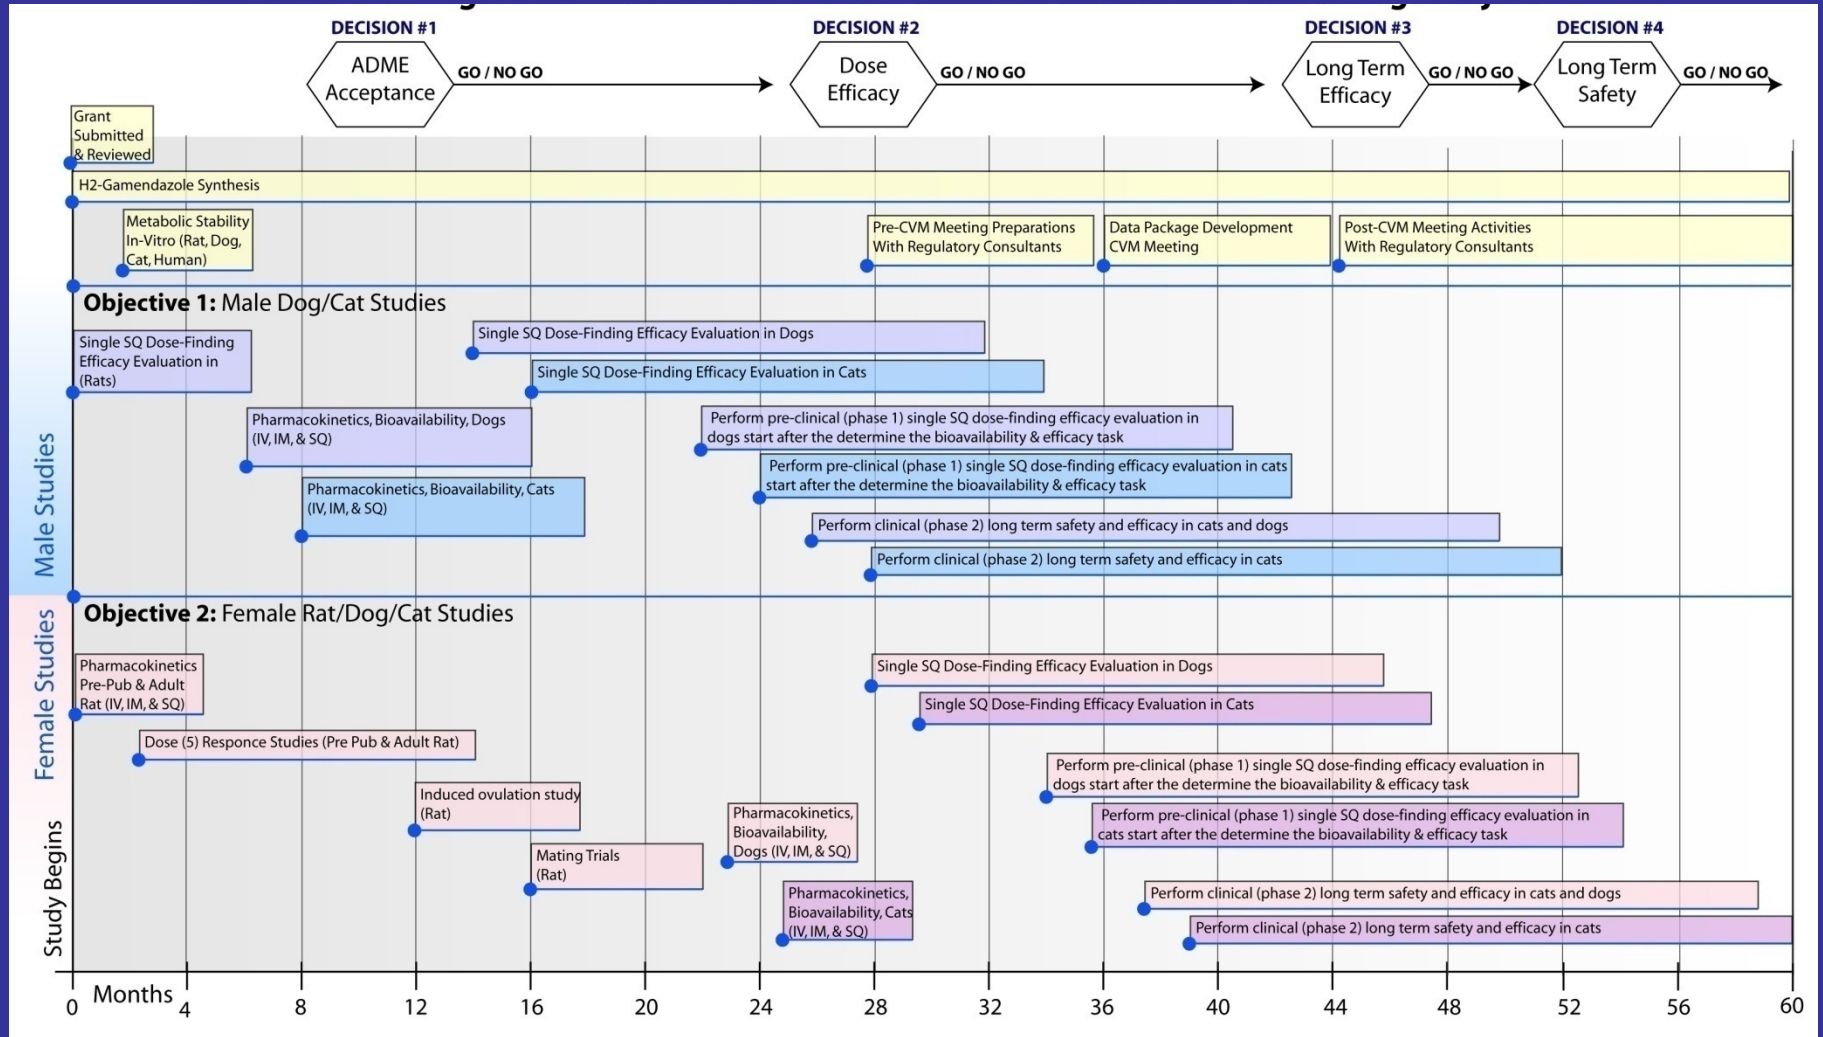 DECISION #1
DECISION #2
DECISION #3
DECISION #4
ADME
Acceptance
GO / NO GO
Dose
Efficacy
GO / NO GO
Long Term
Efficacy
GO / NO GO
Long Term
Safety
GO / NO GO
Grant
Submitted
& Reviewed
H2-Gamendazole Synthesis
Metabolic Stability
In-Vitro (Rat, Dog,
Cat, Human)
Pre-CVM Meeting Preparations
With Regulatory Consultants
Data Package Development
CVM Meeting
Post-CVM Meeting Activities
With Regulatory Consultants
Male Studies
Objective 1: Male Dog/Cat Studies
Single SQ Dose-Finding
Efficacy Evaluation in
(Rats)
Single SQ Dose-Finding Efficacy Evaluation in Dogs
Single SQ Dose-Finding Efficacy Evaluation in Cats
Pharmacokinetics, Bioavailability, Dogs
(IV, IM, & SQ)
Perform pre-clinical (phase 1) single SQ dose-finding efficacy evaluation in
dogs start after the determine the bioavailability & efficacy task
Perform pre-clinical (phase 1) single SQ dose-finding efficacy evaluation in cats
start after the determine the bioavailability & efficacy task
Pharmacokinetics, Bioavailability, Cats
(IV, IM, & SQ)
Perform clinical (phase 2) long term safety and efficacy in cats and dogs
Perform clinical (phase 2) long term safety and efficacy in cats
Female Studies
Objective 2: Female Rat/Dog/Cat Studies
Pharmacokinetics
Pre-Pub & Adult
Rat (IV, IM, & SQ)
Single SQ Dose-Finding Efficacy Evaluation in Dogs
Single SQ Dose-Finding Efficacy Evaluation in Cats
Dose (5) Responce Studies (Pre Pub & Adult Rat)
Perform pre-clinical (phase 1) single SQ dose-finding efficacy evaluation in
dogs start after the determine the bioavailability & efficacy task
Induced ovulation study
(Rat)
Pharmacokinetics,
Bioavailability,
Dogs (IV, IM, & SQ)
Perform pre-clinical (phase 1) single SQ dose-finding efficacy evaluation in
cats start after the determine the bioavailability & efficacy task
Mating Trials
(Rat)
Pharmacokinetics,
Bioavailability, Cats
(IV, IM, & SQ)
Perform clinical (phase 2) long term safety and efficacy in cats and dogs
Perform clinical (phase 2) long term safety and efficacy in cats
Study Begins
Months
0 4 8 12 16 20 24 28 32 36 40 44 48 52 56 60